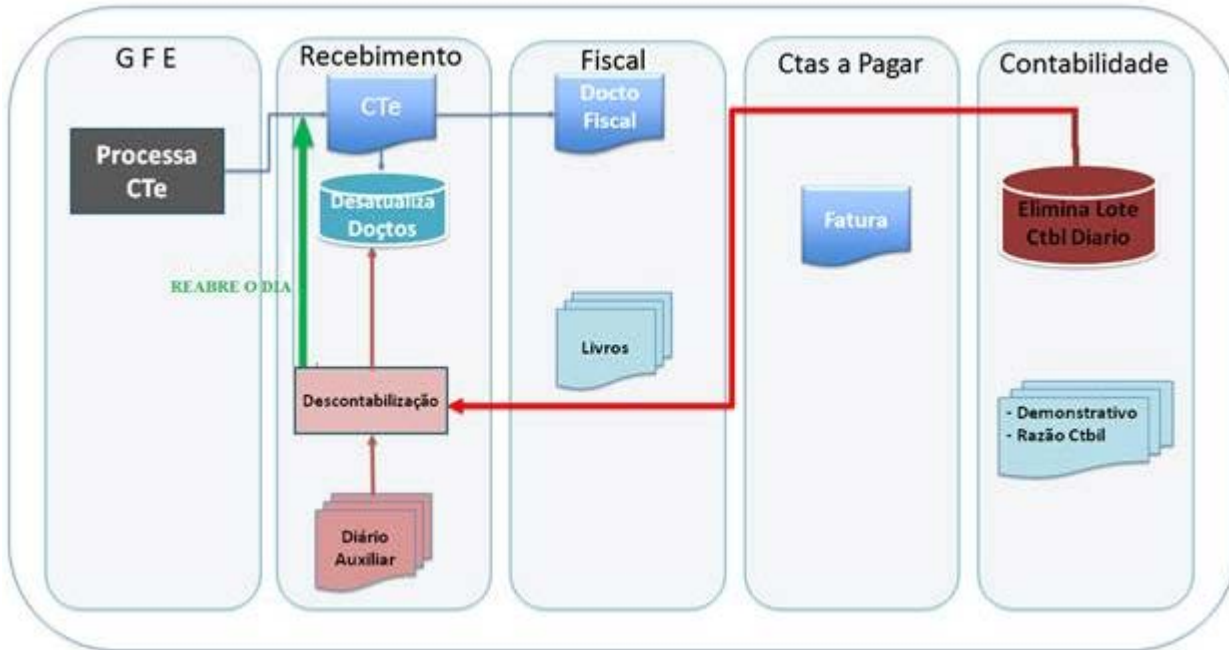 G F E
Recebimento
Fiscal
Ctas a Pagar
Contabilidade
Processa
CTe
CTe
Docto
Fiscal
Desatualiza
Doçtos
Fatura
Elimina Lote
Ctbl Diario
REABRE O DIA
Livros
Descontabilização
- Demonstrativo
- Razão Ctbil
Diário
Auxiliar